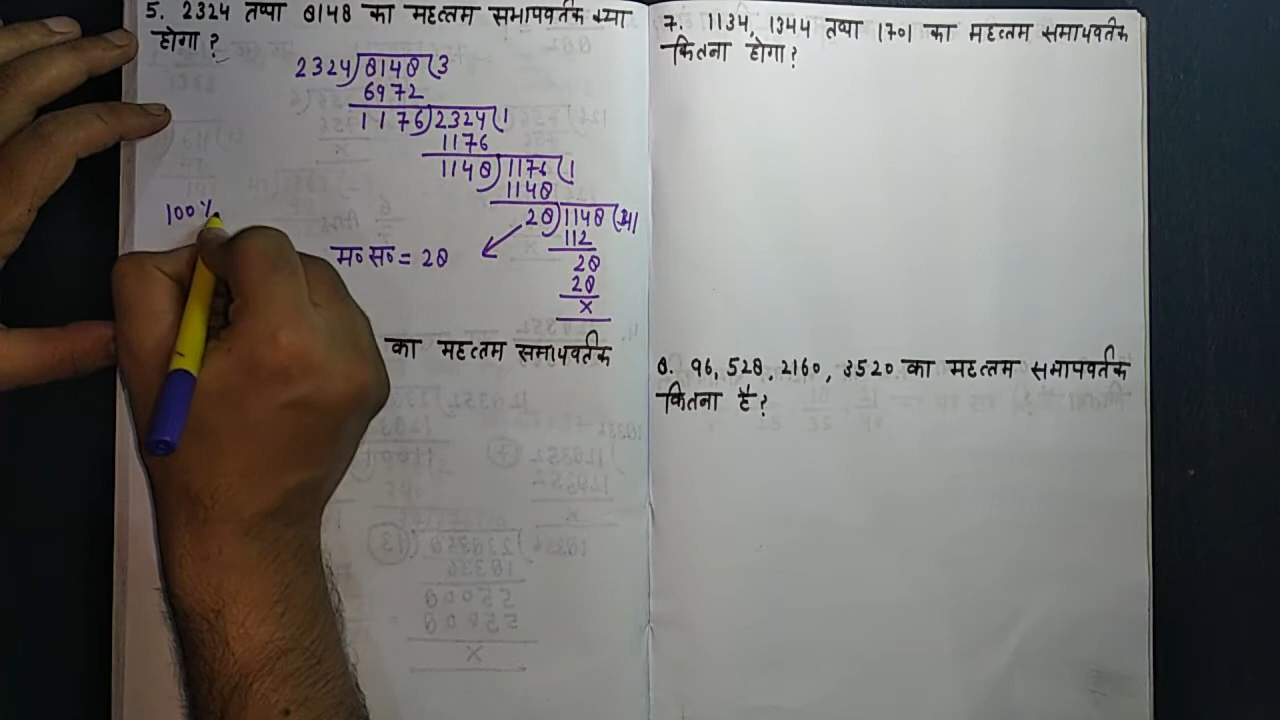 5. 2324 तथा 8148 का महत्तम समापवर्तक क्या
होगा?
2324)8148(3
6972
1176)2324(1
1176
1148)1176(1
1148
28)1148(41
112
28
28
×
100%
म० स० = 28
का महत्तम समापवर्तक
7. 1134, 1344 तथा 1701 का महत्तम समापवर्तक
कितना होगा?
8. 96, 528, 2160, 3520 का महत्तम समापवर्तक
कितना है?